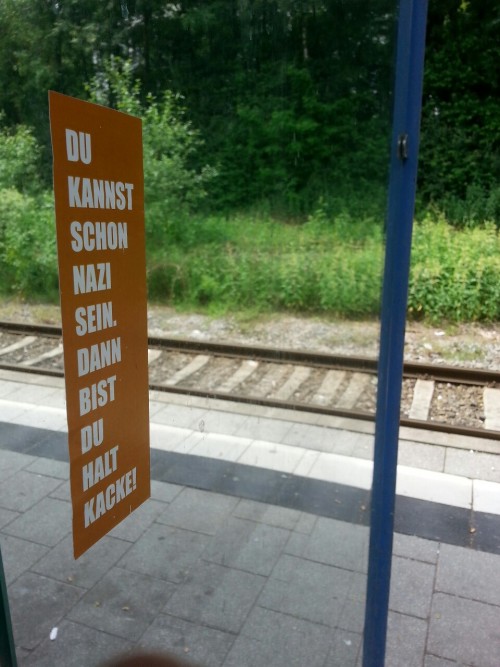 DU
KANNST
SCHON
NAZI
SEIN.
DANN
BIST
DU
HALT
KACKE!